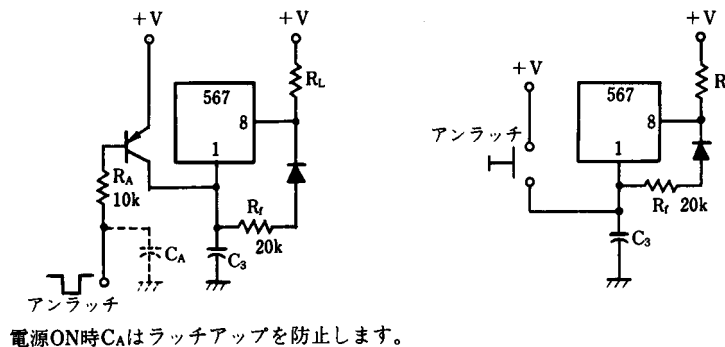 +V
+V
567
R_L
8
1
R_A
10k
R_f
20k
C_A
C_3
アンラッチ
電源ON時C_Aはラッチアップを防止します。
+V
+V
R
567
8
アンラッチ
1
R_f 20k
C_3